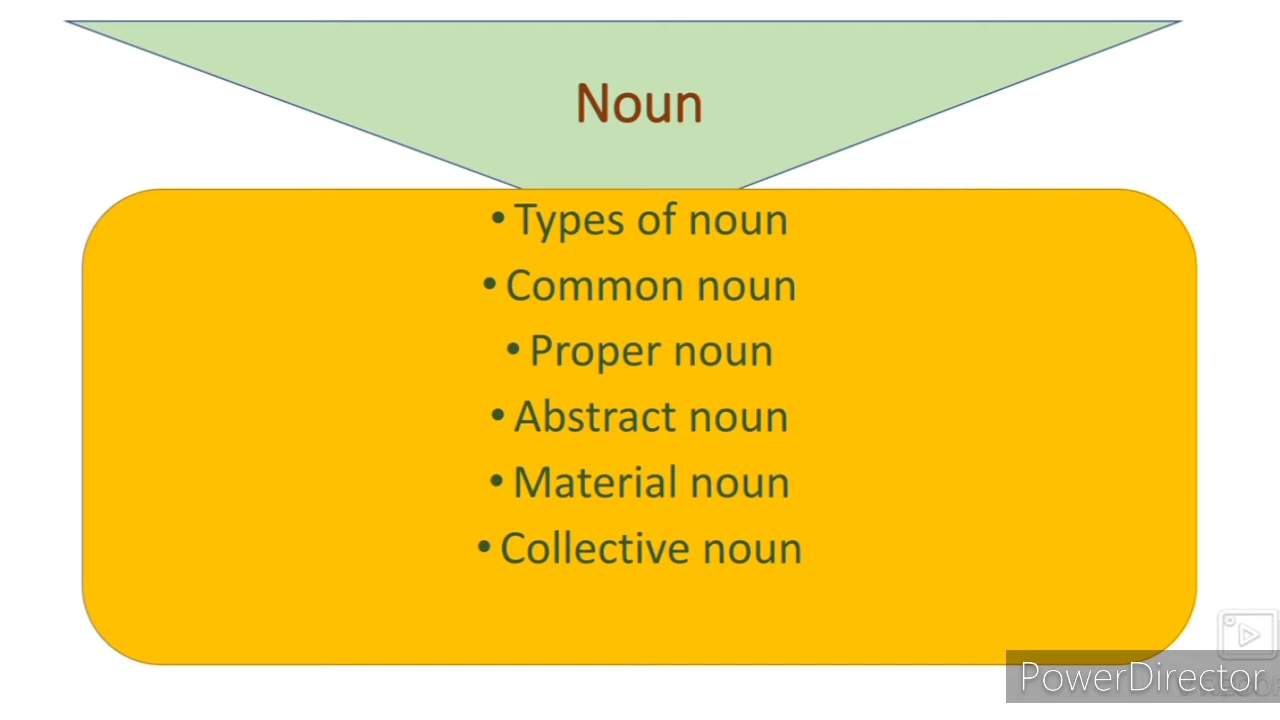 Noun
• Types of noun
• Common noun
• Proper noun
• Abstract noun
• Material noun
• Collective noun
PowerDirector